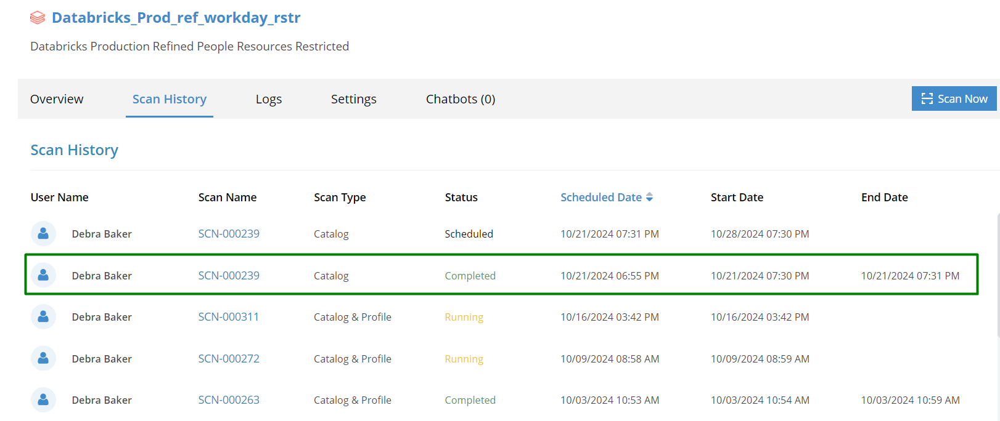 Databricks_Prod_ref_workday_rstr
Databricks Production Refined People Resources Restricted
Overview Scan History Logs Settings Chatbots (0) Scan Now
Scan History
User Name Scan Name Scan Type Status Scheduled Date Start Date End Date
Debra Baker SCN-000239 Catalog Scheduled 10/21/2024 07:31 PM 10/28/2024 07:30 PM
Debra Baker SCN-000239 Catalog Completed 10/21/2024 06:55 PM 10/21/2024 07:30 PM 10/21/2024 07:31 PM
Debra Baker SCN-000311 Catalog & Profile Running 10/16/2024 03:42 PM 10/16/2024 03:42 PM
Debra Baker SCN-000272 Catalog & Profile Running 10/09/2024 08:58 AM 10/09/2024 08:59 AM
Debra Baker SCN-000263 Catalog & Profile Completed 10/03/2024 10:53 AM 10/03/2024 10:54 AM 10/03/2024 10:59 AM